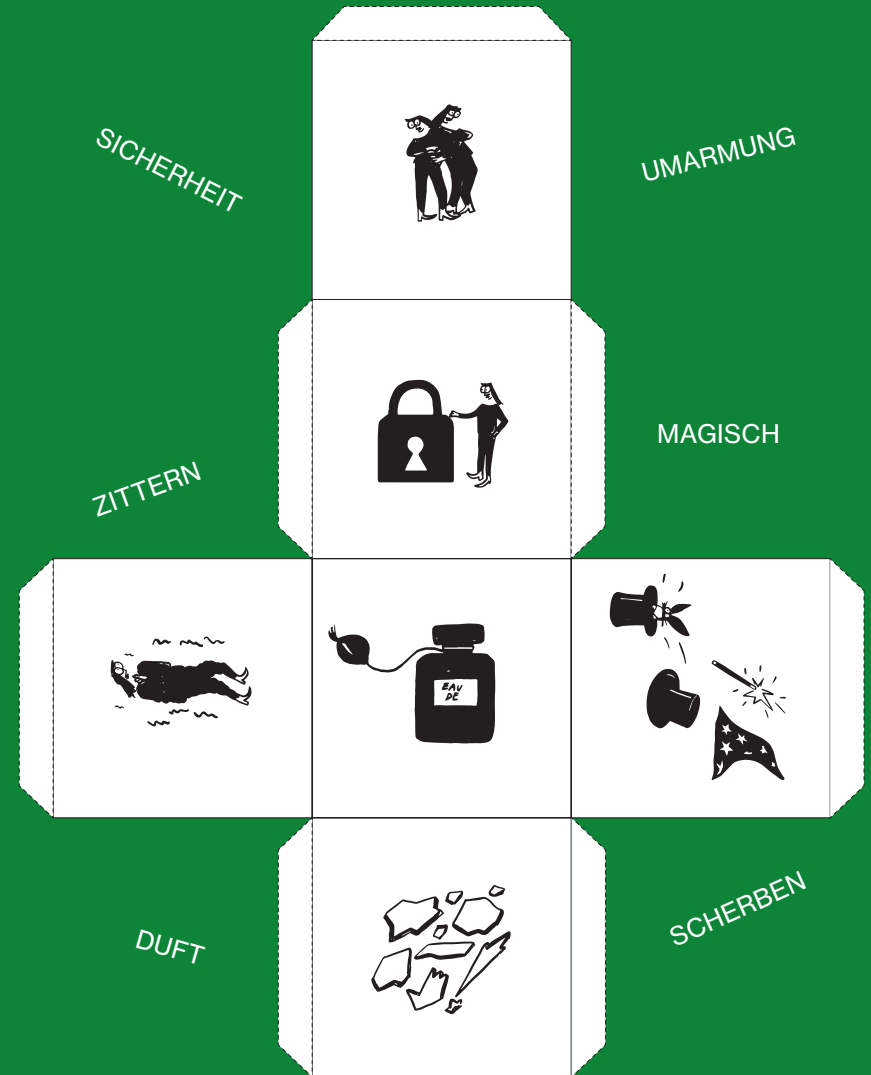 SICHERHEIT
UMARMUNG
MAGISCH
ZITTERN
EAU
DE
DUFT
SCHERBEN